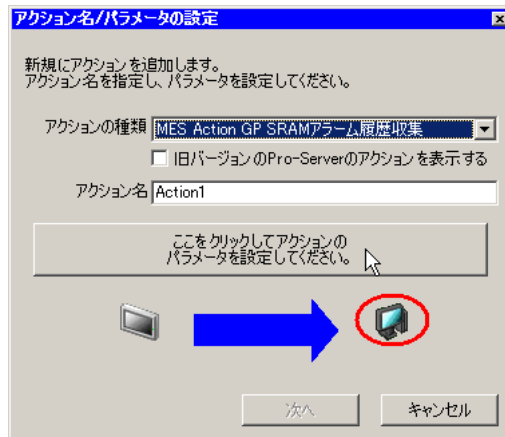 アクション名/パラメータの設定
新規にアクションを追加します。
アクション名を指定し、パラメータを設定してください。
アクションの種類 MES Action GP SRAMアラーム履歴収集
旧バージョンのPro-Serverのアクションを表示する
アクション名 Action1
ここをクリックしてアクションの
パラメータを設定してください。
次へ キャンセル